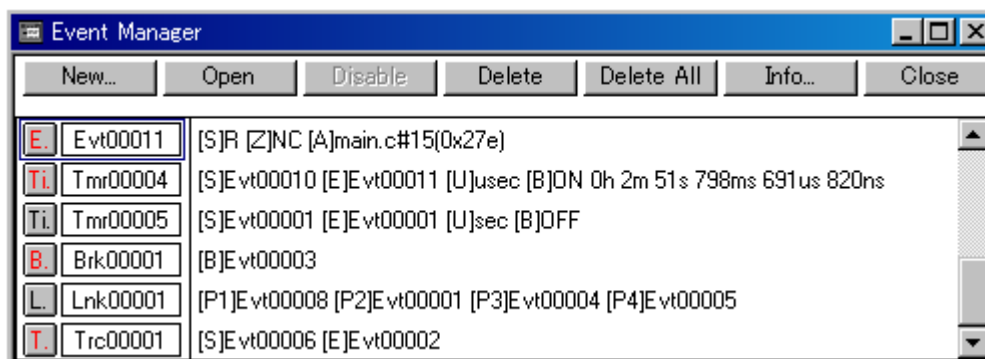 Event Manager
New... Open Disable Delete Delete All Info... Close
E. Evt00011 [S]R [Z]NC [A]main.c#15(0x27e)
Ti. Tmr00004 [S]Evt00010 [E]Evt00011 [U]usec [B]ON 0h 2m 51s 798ms 691us 820ns
Ti. Tmr00005 [S]Evt00001 [E]Evt00001 [U]sec [B]OFF
B. Brk00001 [B]Evt00003
L. Lnk00001 [P1]Evt00008 [P2]Evt00001 [P3]Evt00004 [P4]Evt00005
T. Trc00001 [S]Evt00006 [E]Evt00002